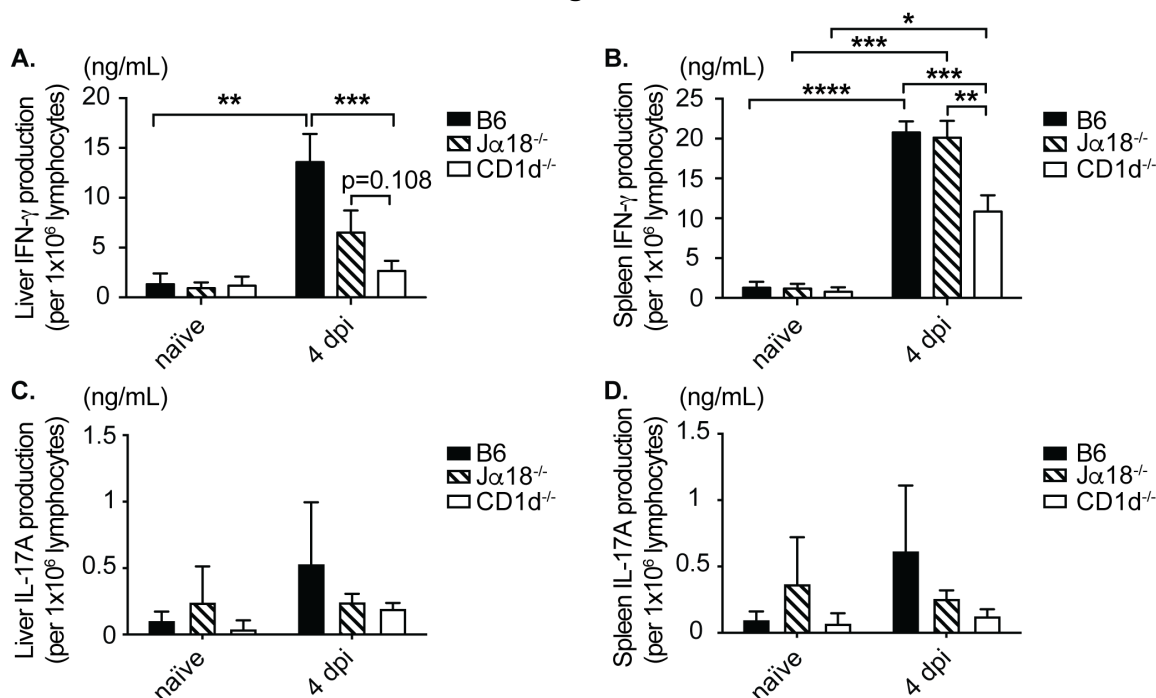 A.
(ng/mL)
Liver IFN-γ production
(per 1x10⁶ lymphocytes)
20
15
10
5
0
**
***
p=0.108
B6
Jα18-/-
CD1d-/-
naïve
4 dpi
B.
(ng/mL)
Spleen IFN-γ production
(per 1x10⁶ lymphocytes)
25
20
15
10
5
0
*
***
****
***
**
B6
Jα18-/-
CD1d-/-
naïve
4 dpi
C.
(ng/mL)
Liver IL-17A production
(per 1x10⁶ lymphocytes)
1.5
1
0.5
0
B6
Jα18-/-
CD1d-/-
naïve
4 dpi
D.
(ng/mL)
Spleen IL-17A production
(per 1x10⁶ lymphocytes)
1.5
1
0.5
0
B6
Jα18-/-
CD1d-/-
naïve
4 dpi